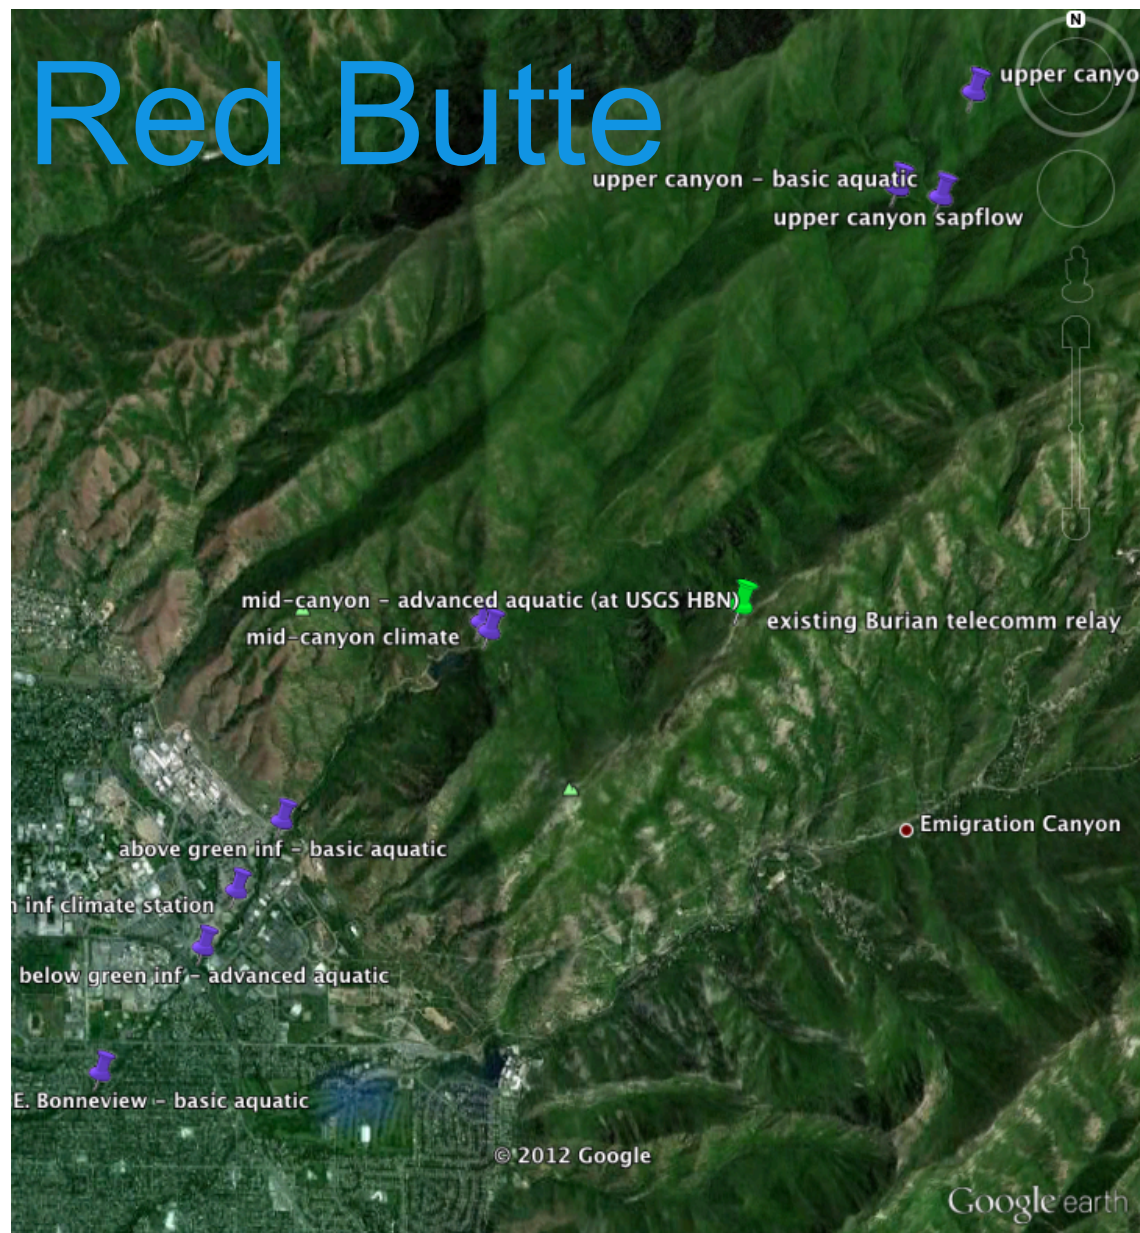 Red Butte
N
upper canyo
upper canyon - basic aquatic
upper canyon sapflow
mid-canyon - advanced aquatic (at USGS HBN)
existing Burian telecomm relay
mid-canyon climate
Emigration Canyon
above green inf - basic aquatic
inf climate station
below green inf - advanced aquatic
E. Bonneview - basic aquatic
© 2012 Google
Google earth